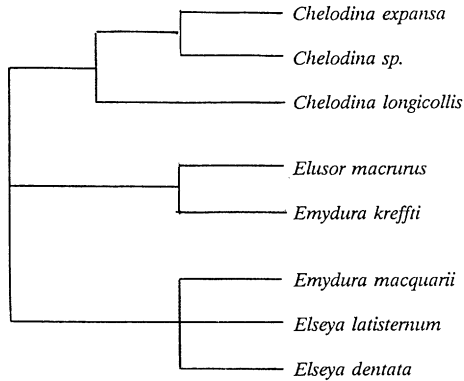 Chelodina expansa
Chelodina sp.
Chelodina longicollis
Elusor macrurus
Emydura kreffti
Emydura macquarii
Elseya latisternum
Elseya dentata